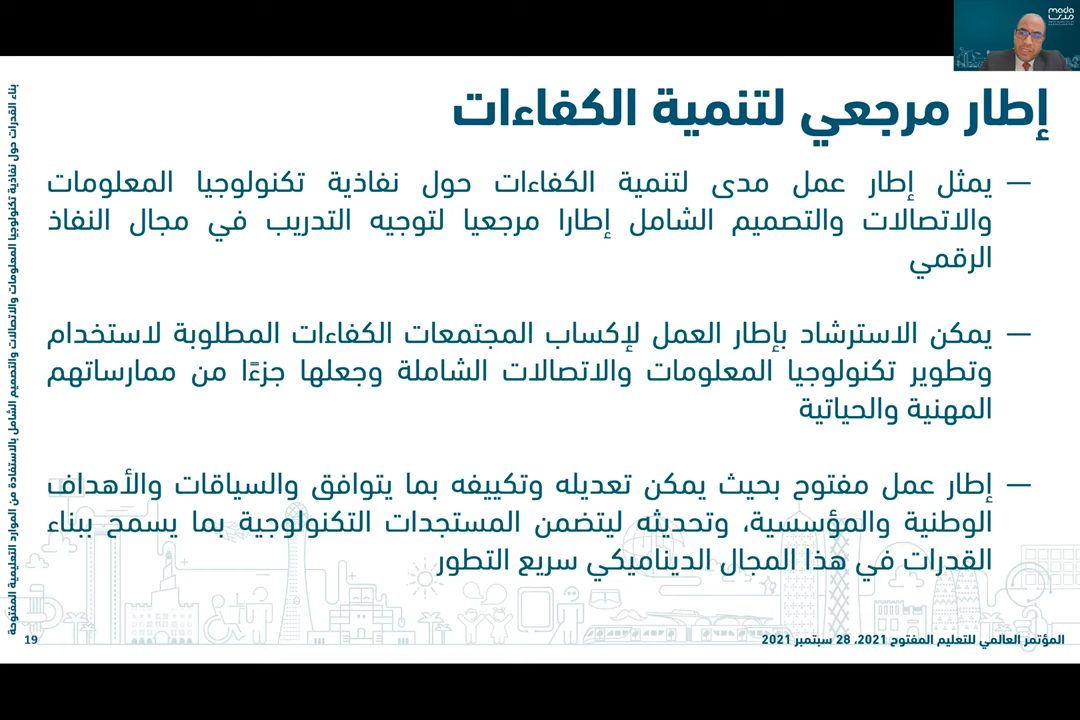 mada
مدى
إطار مرجعي لتنمية الكفاءات
— يمثل إطار عمل مدى لتنمية الكفاءات حول نفاذية تكنولوجيا المعلومات
والاتصالات والتصميم الشامل إطارا مرجعيا لتوجيه التدريب في مجال النفاذ
الرقمي
— يمكن الاسترشاد بإطار العمل لإكساب المجتمعات الكفاءات المطلوبة لاستخدام
وتطوير تكنولوجيا المعلومات والاتصالات الشاملة وجعلها جزءًا من ممارساتهم
المهنية والحياتية
— إطار عمل مفتوح بحيث يمكن تعديله وتكييفه بما يتوافق والسياقات والأهداف
الوطنية والمؤسسية، وتحديثه ليتضمن المستجدات التكنولوجية بما يسمح ببناء
القدرات في هذا المجال الديناميكي سريع التطور
بناء القدرات حول نفاذية تكنولوجيا المعلومات والاتصالات والتصميم الشامل بالاستفادة من الموارد التعليمية المفتوحة
المؤتمر العالمي للتعليم المفتوح 2021، 28 سبتمبر 2021
19